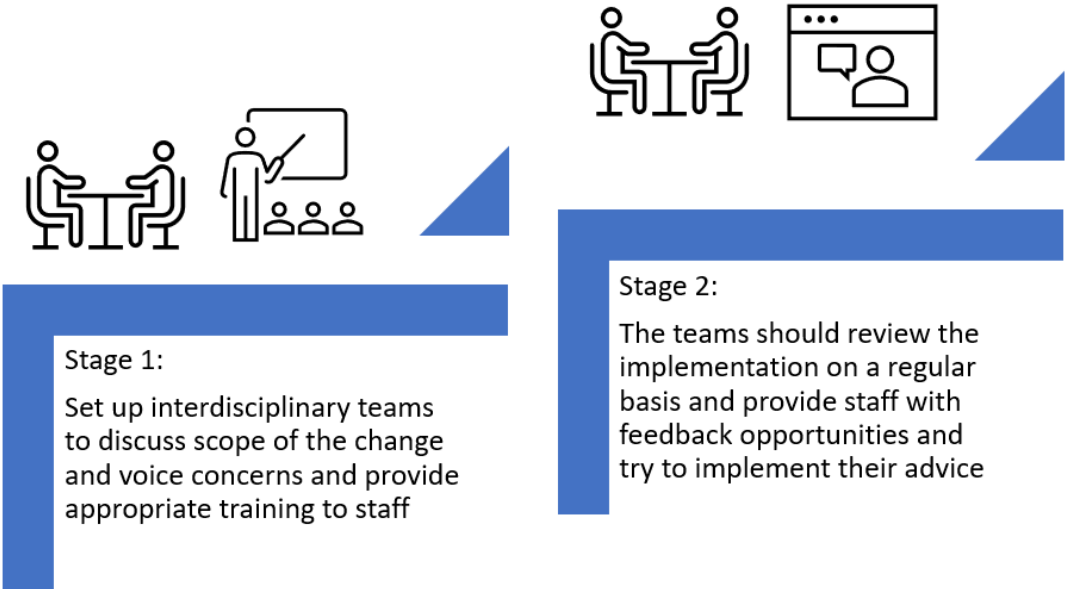 Stage 1:
Set up interdisciplinary teams
to discuss scope of the change
and voice concerns and provide
appropriate training to staff
Stage 2:
The teams should review the
implementation on a regular
basis and provide staff with
feedback opportunities and
try to implement their advice